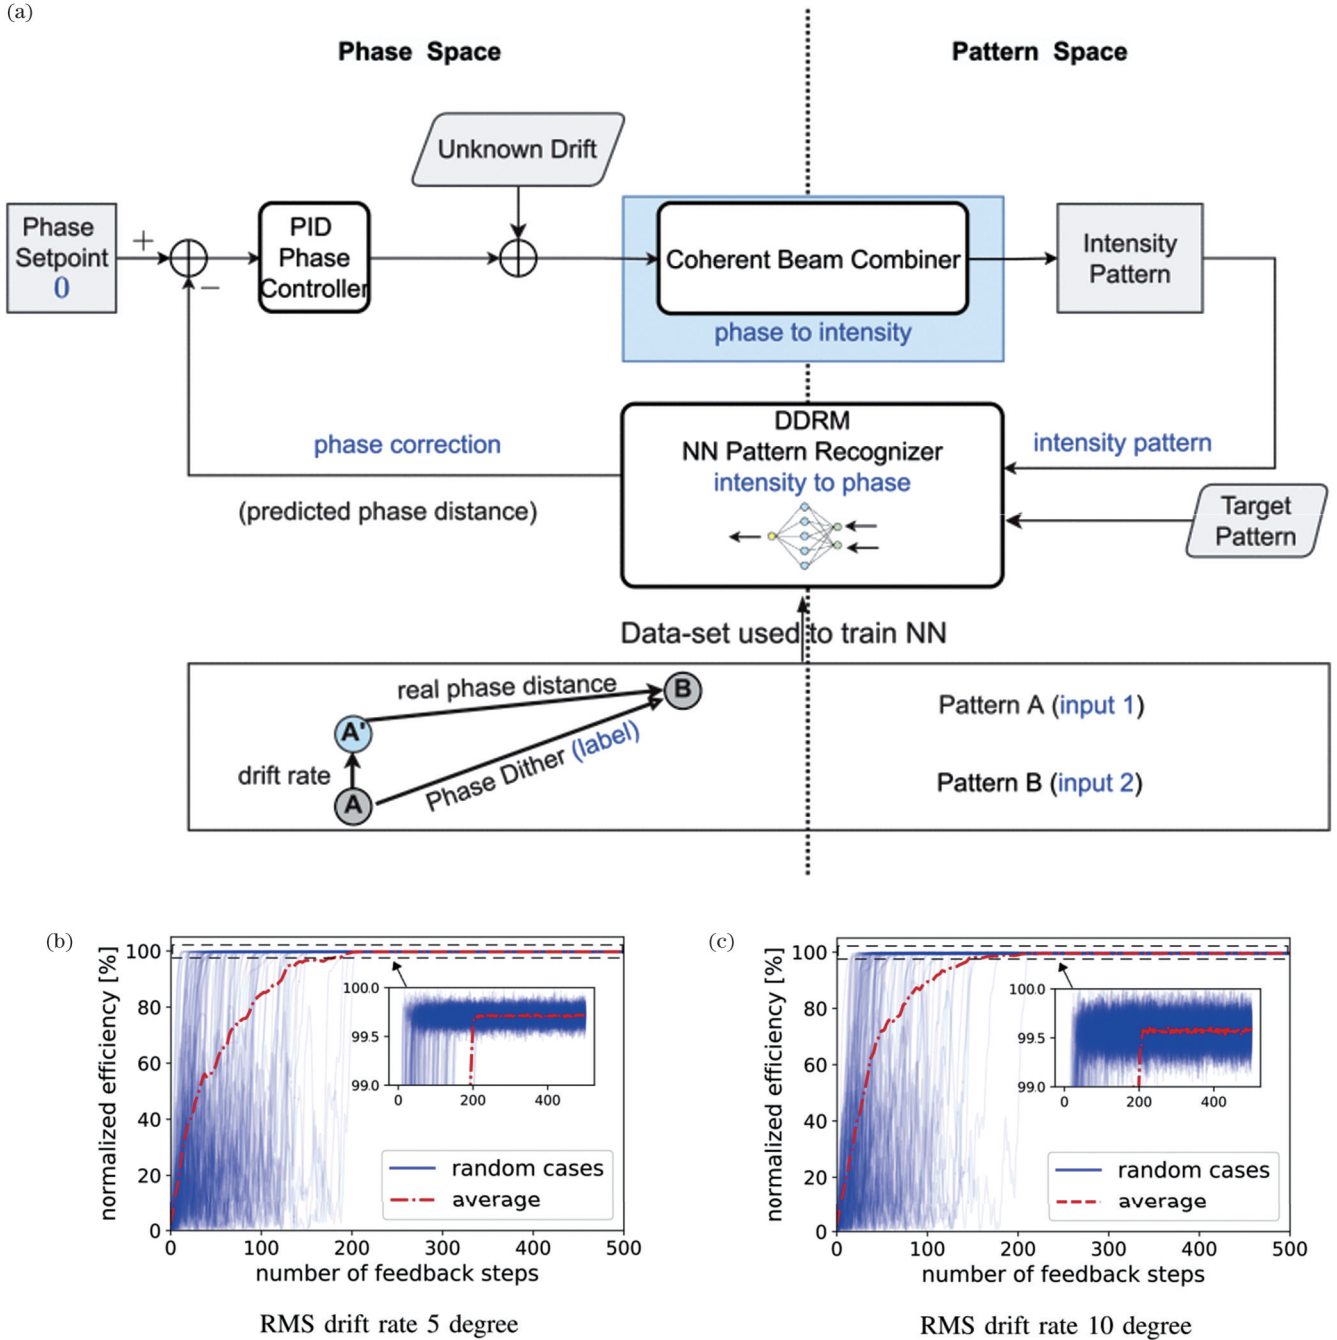 (a)
Phase Space
Pattern Space
Unknown Drift
Phase
Setpoint
0
+
−
PID
Phase
Controller
Coherent Beam Combiner
phase to intensity
Intensity
Pattern
DDRM
NN Pattern Recognizer
intensity to phase
phase correction
(predicted phase distance)
intensity pattern
Target
Pattern
Data-set used to train NN
real phase distance
B
A'
drift rate
Phase Dither (label)
A
Pattern A (input 1)
Pattern B (input 2)
(b)
normalized efficiency [%]
100
80
60
40
20
0
100.0
99.5
99.0
0 200 400
random cases
average
0 100 200 300 400 500
number of feedback steps
RMS drift rate 5 degree
(c)
normalized efficiency [%]
100
80
60
40
20
0
100.0
99.5
99.0
0 200 400
random cases
average
0 100 200 300 400 500
number of feedback steps
RMS drift rate 10 degree